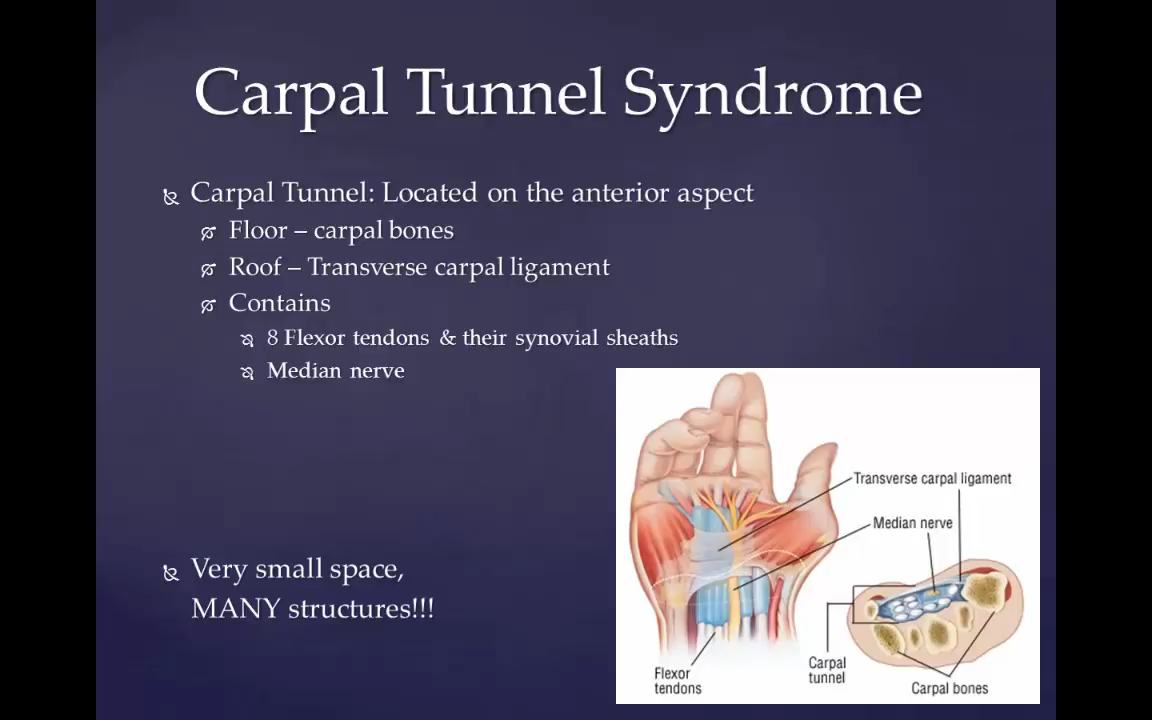 Carpal Tunnel Syndrome
Carpal Tunnel: Located on the anterior aspect
Floor – carpal bones
Roof – Transverse carpal ligament
Contains
8 Flexor tendons & their synovial sheaths
Median nerve
Very small space,
MANY structures!!!
Transverse carpal ligament
Median nerve
Flexor
tendons
Carpal
tunnel
Carpal bones